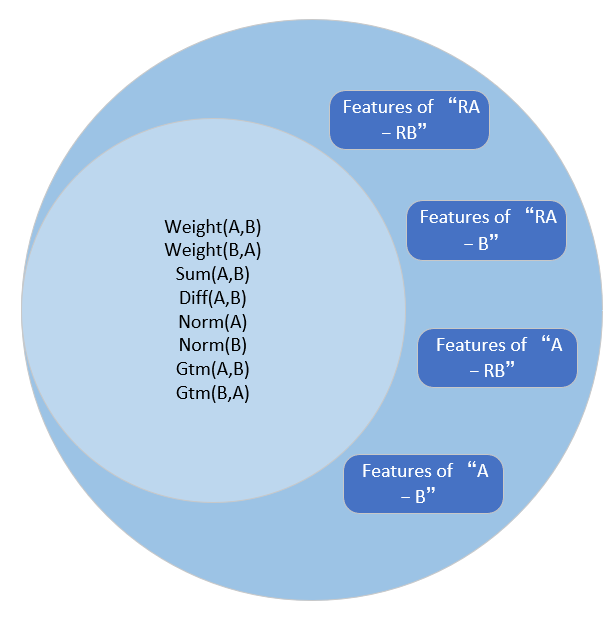 Features of “RA
– RB”
Features of “RA
– B”
Weight(A,B)
Weight(B,A)
Sum(A,B)
Diff(A,B)
Norm(A)
Norm(B)
Gtm(A,B)
Gtm(B,A)
Features of “A
– RB”
Features of “A
– B”